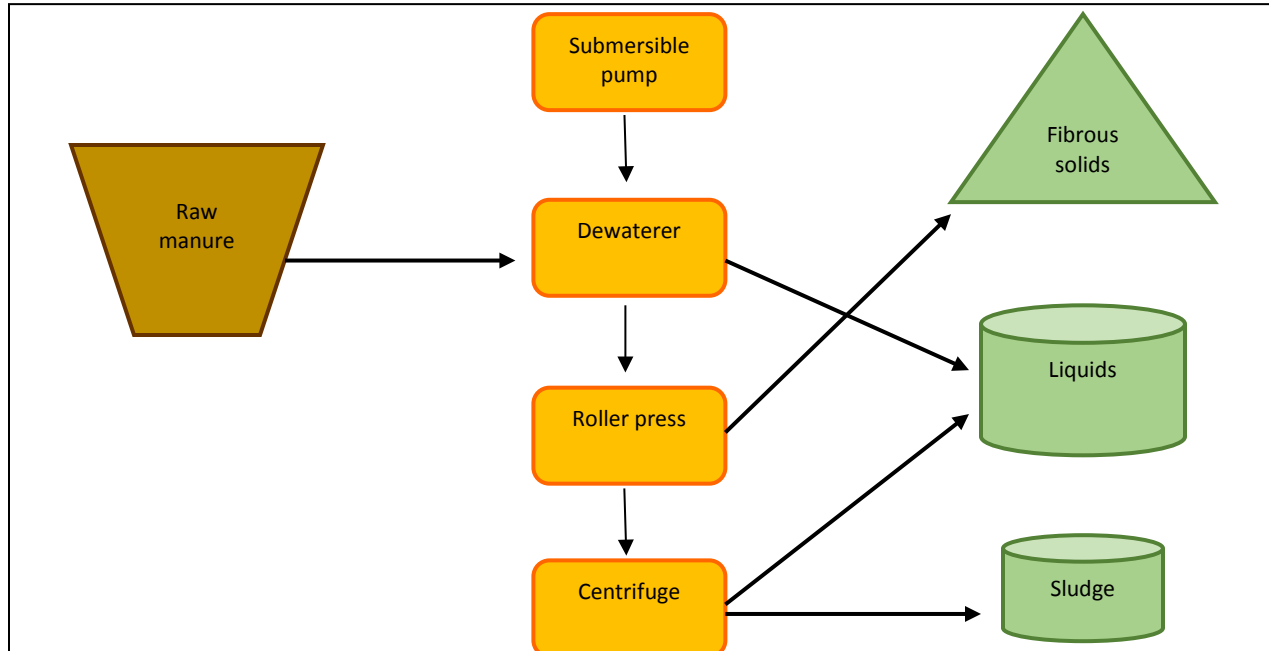 Submersible
pump
Fibrous
solids
Raw
manure
Dewaterer
Liquids
Roller press
Centrifuge
Sludge